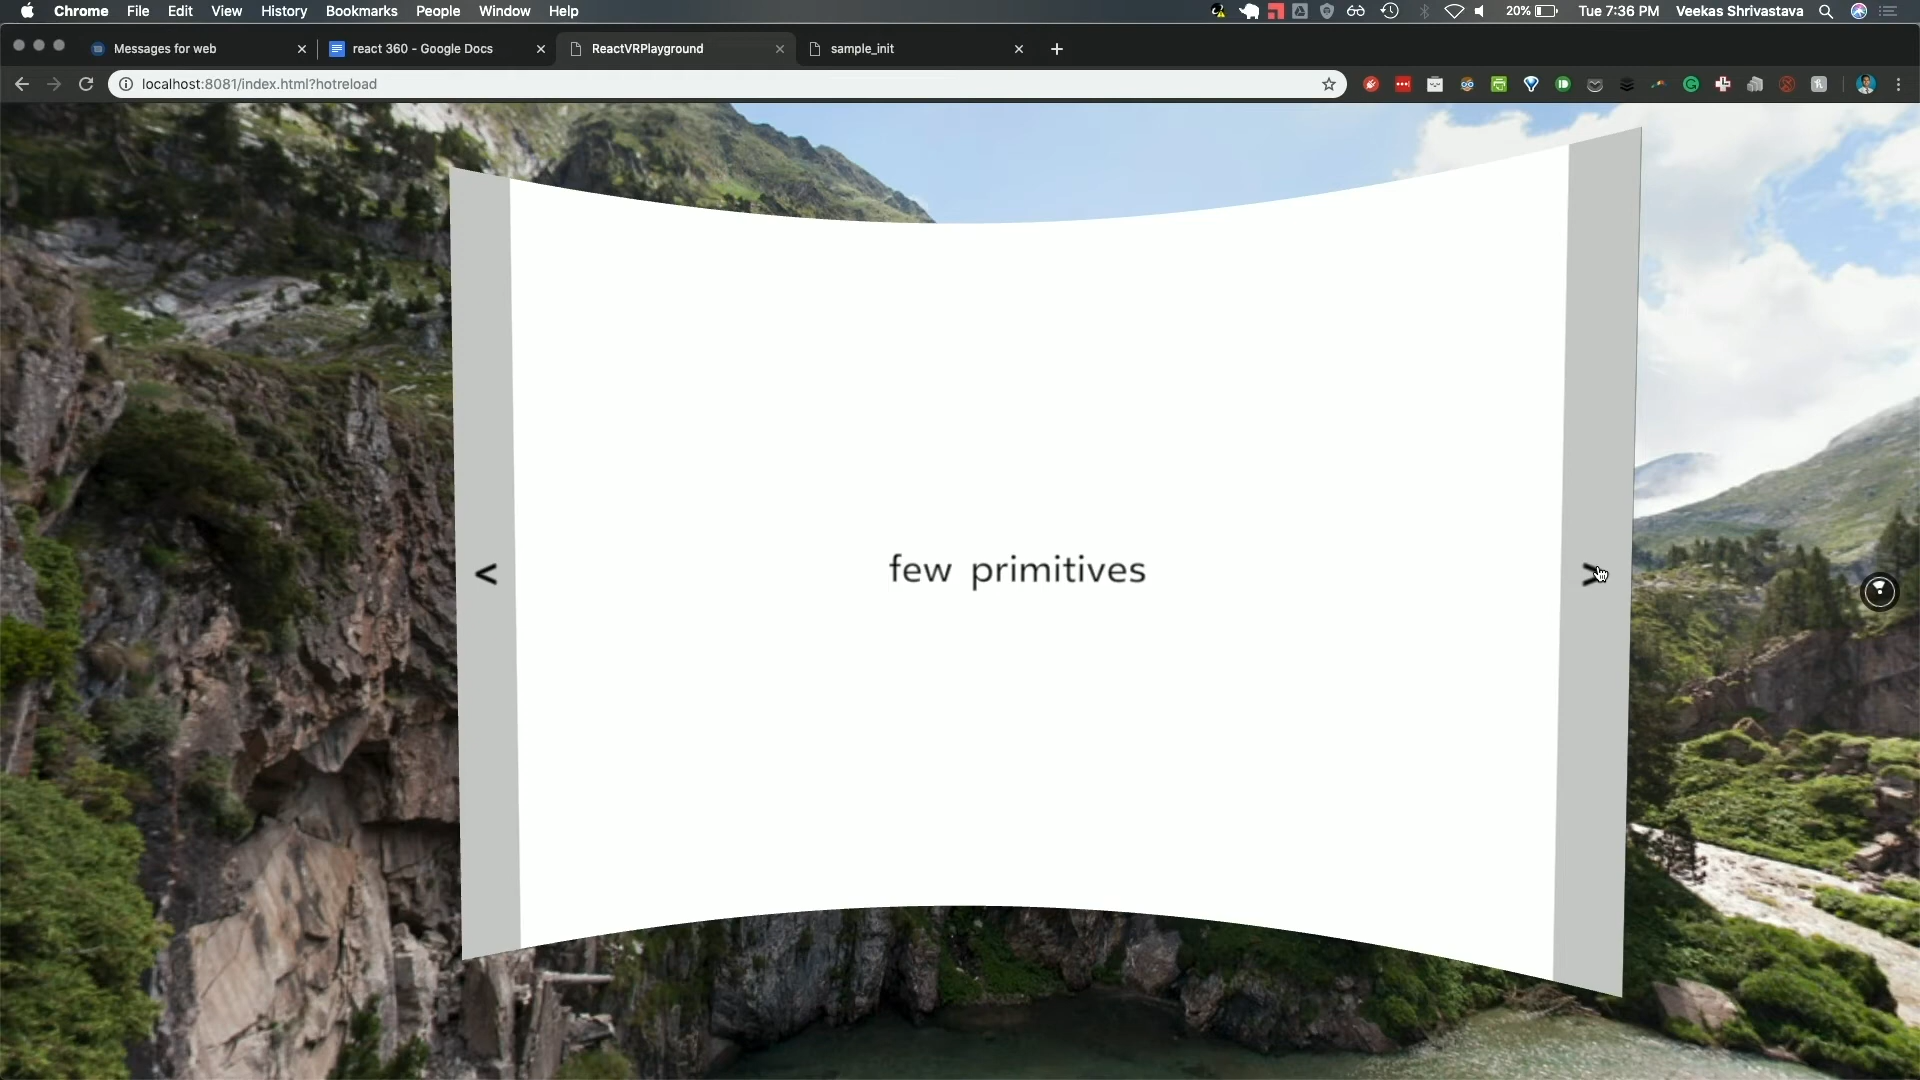 Chrome File Edit View History Bookmarks People Window Help 20% Tue 7:36 PM Veekas Shrivastava
Messages for web react 360 - Google Docs ReactVRPlayground sample_init
localhost:8081/index.html?hotreload
< few primitives >